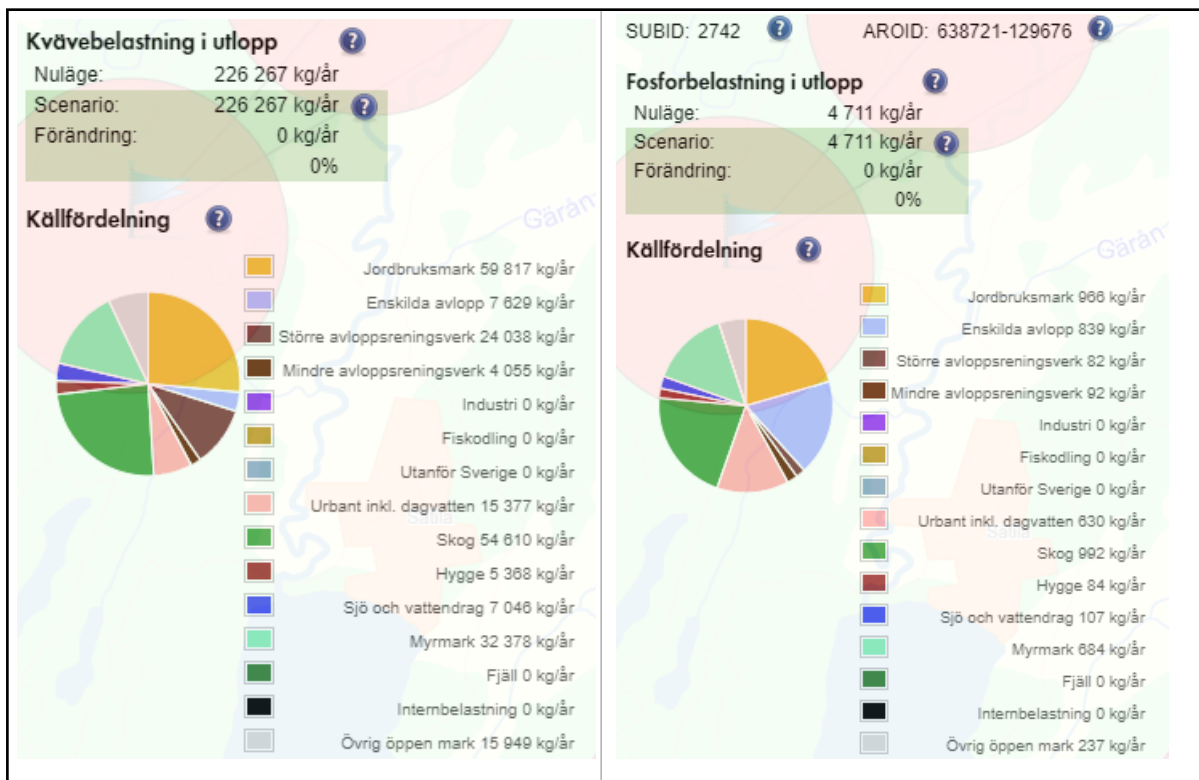 Kvävebelastning i utlopp ?
Nuläge: 226 267 kg/år
Scenario: 226 267 kg/år ?
Förändring: 0 kg/år
0%
Källfördelning ?
Jordbruksmark 59 817 kg/år
Enskilda avlopp 7 629 kg/år
Större avloppsreningsverk 24 038 kg/år
Mindre avloppsreningsverk 4 055 kg/år
Industri 0 kg/år
Fiskodling 0 kg/år
Utanför Sverige 0 kg/år
Urbant inkl. dagvatten 15 377 kg/år
Skog 54 610 kg/år
Hygge 5 368 kg/år
Sjö och vattendrag 7 046 kg/år
Myrmark 32 378 kg/år
Fjäll 0 kg/år
Internbelastning 0 kg/år
Övrig öppen mark 15 949 kg/år
Gärån
Sätila
SUBID: 2742 ? AROID: 638721-129676 ?
Fosforbelastning i utlopp ?
Nuläge: 4 711 kg/år
Scenario: 4 711 kg/år ?
Förändring: 0 kg/år
0%
Källfördelning ?
Jordbruksmark 966 kg/år
Enskilda avlopp 839 kg/år
Större avloppsreningsverk 82 kg/år
Mindre avloppsreningsverk 92 kg/år
Industri 0 kg/år
Fiskodling 0 kg/år
Utanför Sverige 0 kg/år
Urbant inkl. dagvatten 630 kg/år
Skog 992 kg/år
Hygge 84 kg/år
Sjö och vattendrag 107 kg/år
Myrmark 684 kg/år
Fjäll 0 kg/år
Internbelastning 0 kg/år
Övrig öppen mark 237 kg/år
Gärån
Sätila